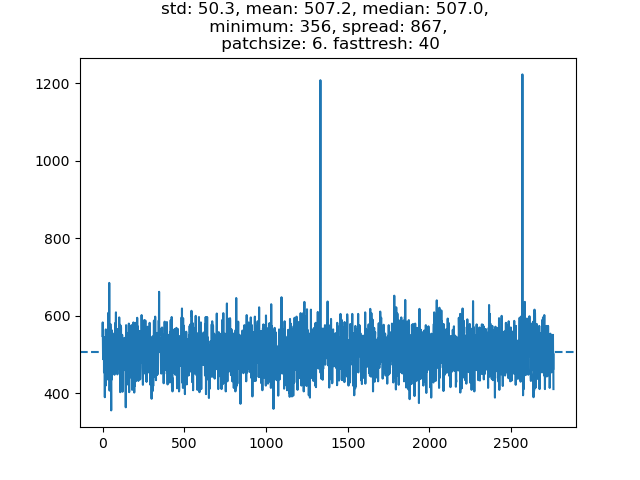 std: 50.3, mean: 507.2, median: 507.0,
minimum: 356, spread: 867,
patchsize: 6. fasttresh: 40
1200
1000
800
600
400
0 500 1000 1500 2000 2500